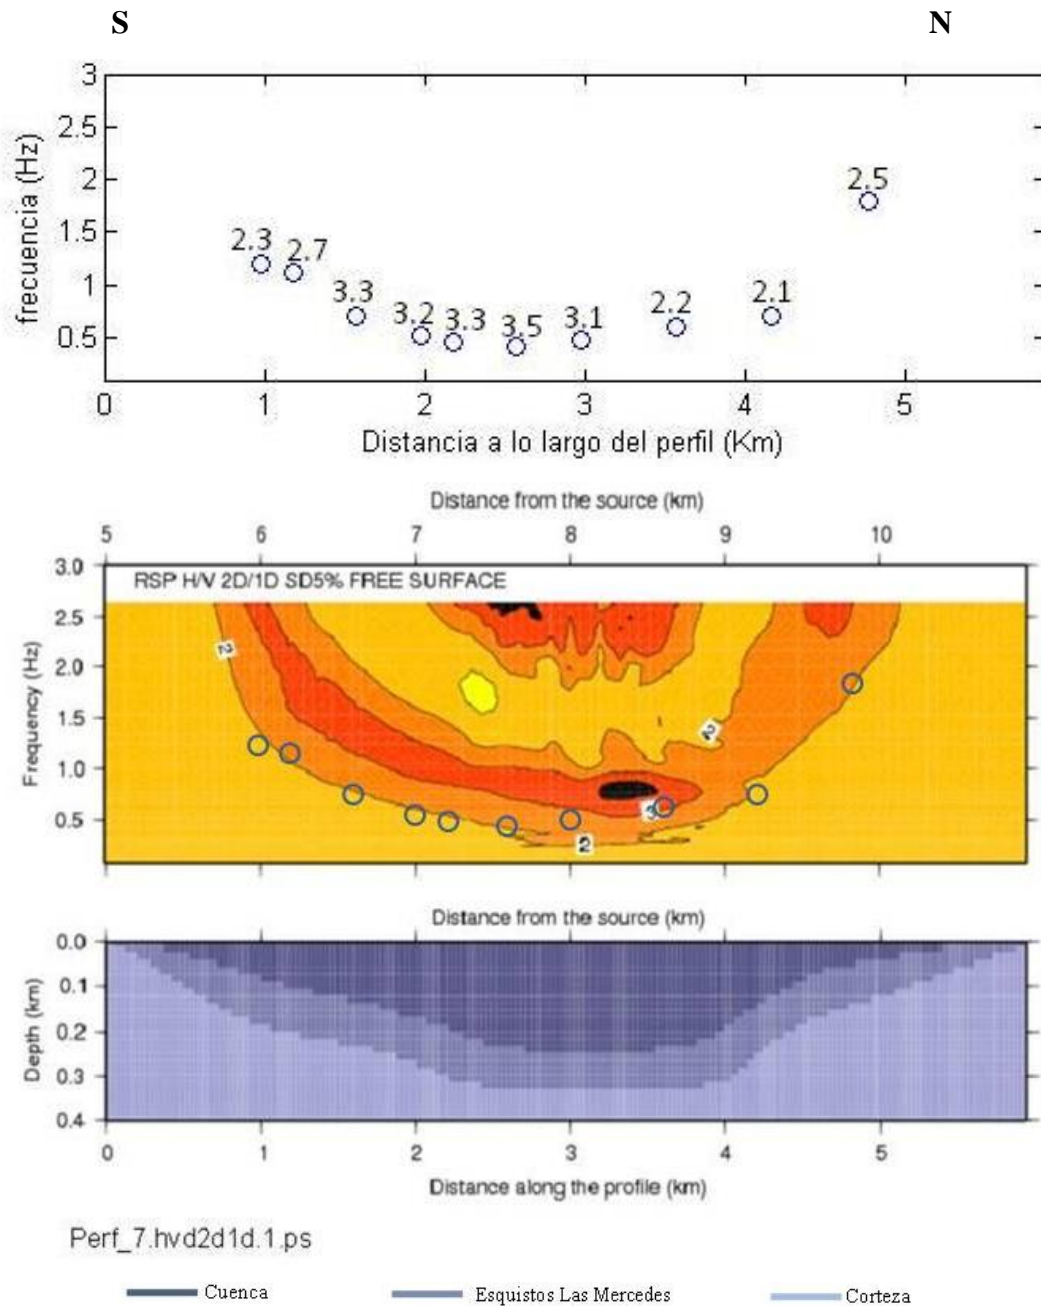 S N
3
2.5
2
1.5
1
0.5
frecuencia (Hz)
2.3 2.7 3.3 3.2 3.3 3.5 3.1 2.2 2.1 2.5
0 1 2 3 4 5
Distancia a lo largo del perfil (Km)
Distance from the source (km)
5 6 7 8 9 10
RSP H/V 2D/1D SD5% FREE SURFACE
3.0
2.5
2.0
1.5
1.0
0.5
Frequency (Hz)
2 2 3 2
Distance from the source (km)
0.0
0.1
0.2
0.3
0.4
Depth (km)
0 1 2 3 4 5
Distance along the profile (km)
Perf_7.hvd2d1d.1.ps
Cuenca Esquistos Las Mercedes Corteza